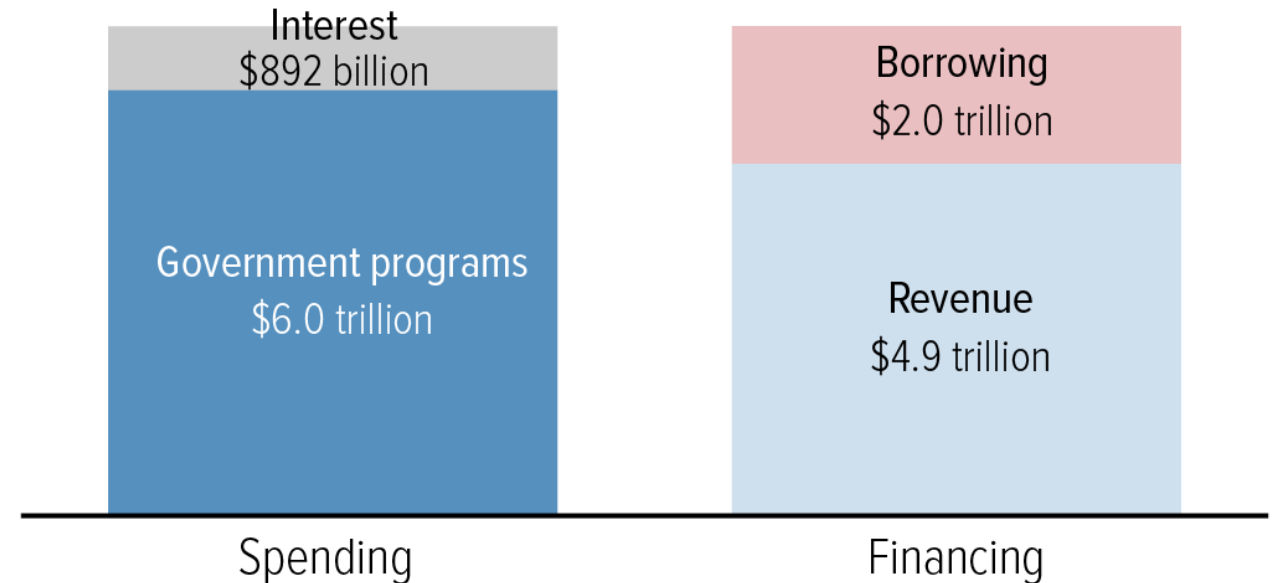 Interest
$892 billion
Government programs
$6.0 trillion
Spending
Borrowing
$2.0 trillion
Revenue
$4.9 trillion
Financing